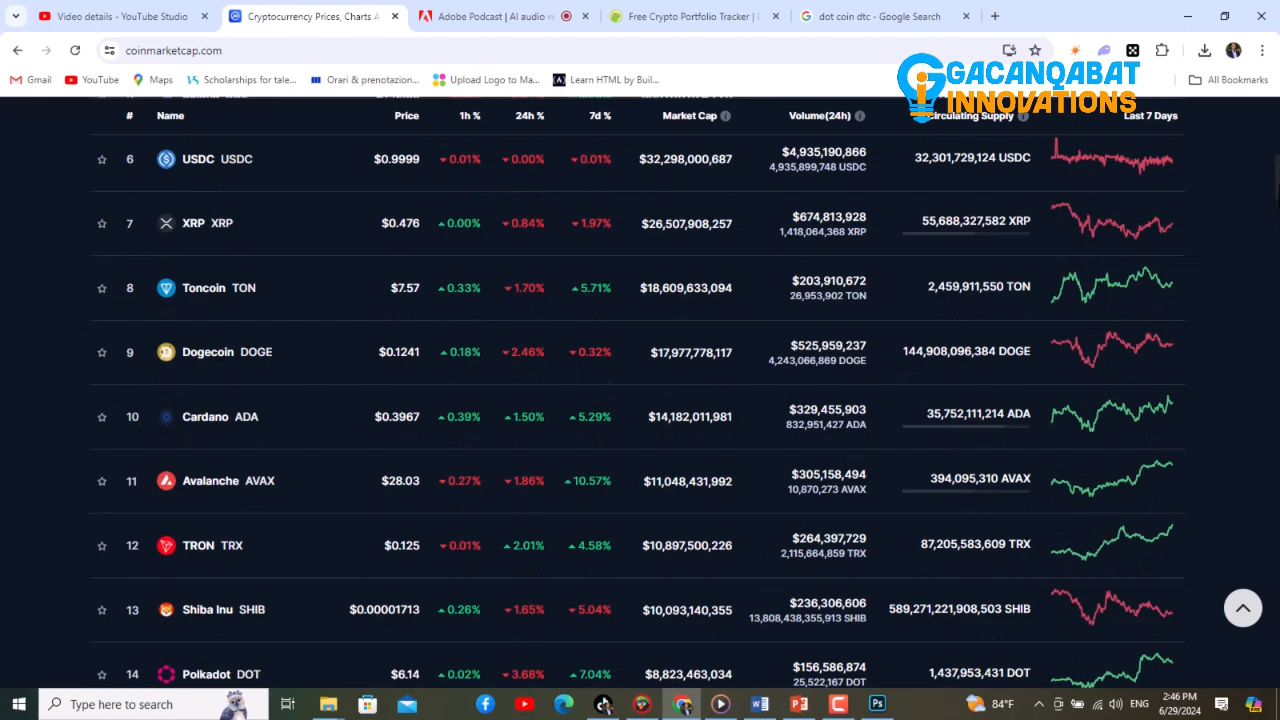 Video details - YouTube Studio
Cryptocurrency Prices, Charts A
Adobe Podcast | AI audio re
Free Crypto Portfolio Tracker | C
dot coin dtc - Google Search
coinmarketcap.com
Gmail
YouTube
Maps
Scholarships for tale...
Orari & prenotazion...
Upload Logo to Ma...
Learn HTML by Buil...
All Bookmarks
GACANQABAT
INNOVATIONS
# Name Price 1h % 24h % 7d % Market Cap Volume(24h) Circulating Supply Last 7 Days
6 USDC USDC $0.9999 0.01% 0.00% 0.01% $32,298,000,687 $4,935,190,866 32,301,729,124 USDC
4,935,899,748 USDC
7 XRP XRP $0.476 0.00% 0.84% 1.97% $26,507,908,257 $674,813,928 55,688,327,582 XRP
1,418,064,368 XRP
8 Toncoin TON $7.57 0.33% 1.70% 5.71% $18,609,633,094 $203,910,672 2,459,911,550 TON
26,953,902 TON
9 Dogecoin DOGE $0.1241 0.18% 2.46% 0.32% $17,977,778,117 $525,959,237 144,908,096,384 DOGE
4,243,066,869 DOGE
10 Cardano ADA $0.3967 0.39% 1.50% 5.29% $14,182,011,981 $329,455,903 35,752,111,214 ADA
832,951,427 ADA
11 Avalanche AVAX $28.03 0.27% 1.86% 10.57% $11,048,431,992 $305,158,494 394,095,310 AVAX
10,870,273 AVAX
12 TRON TRX $0.125 0.01% 2.01% 4.58% $10,897,500,226 $264,397,729 87,205,583,609 TRX
2,115,664,859 TRX
13 Shiba Inu SHIB $0.00001713 0.26% 1.65% 5.04% $10,093,140,355 $236,306,606 589,271,221,908,503 SHIB
13,808,438,355,913 SHIB
14 Polkadot DOT $6.14 0.02% 3.68% 7.04% $8,823,463,034 $156,586,874 1,437,953,431 DOT
25,522,167 DOT
Type here to search
84°F
ENG
2:46 PM
6/29/2024